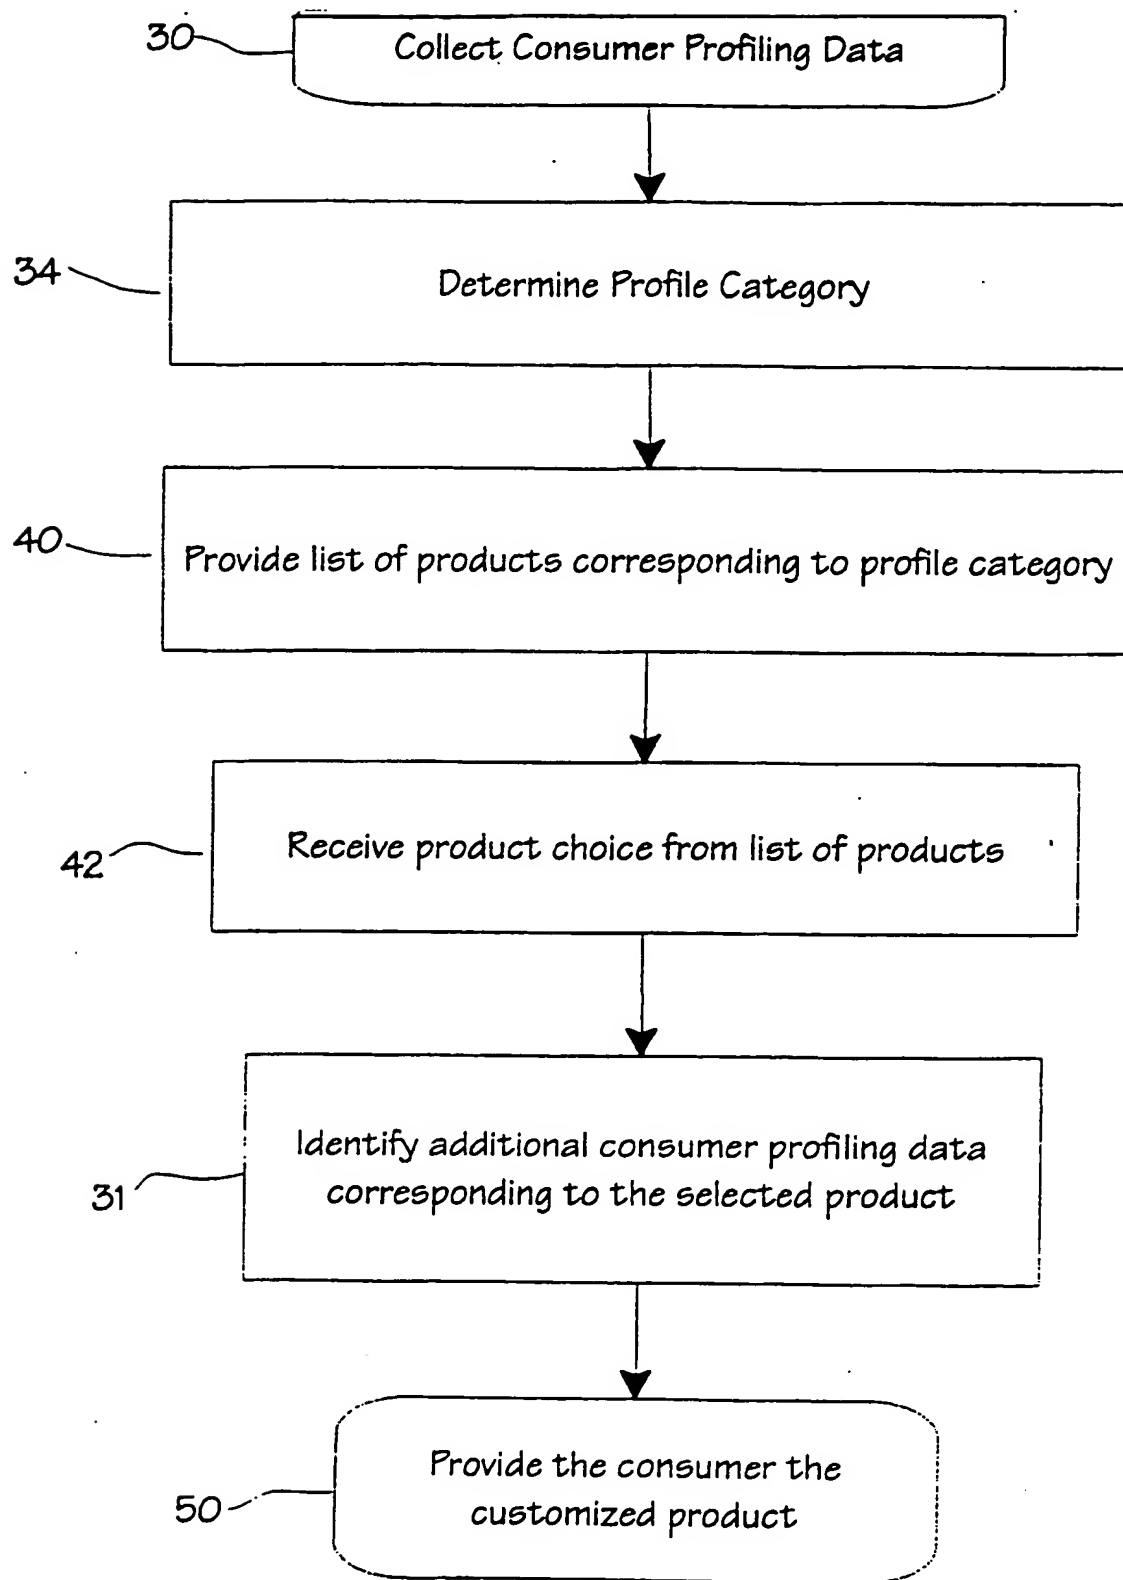 30
Collect Consumer Profiling Data
34
Determine Profile Category
40
Provide list of products corresponding to profile category
42
Receive product choice from list of products
31
Identify additional consumer profiling data
corresponding to the selected product
50
Provide the consumer the
customized product